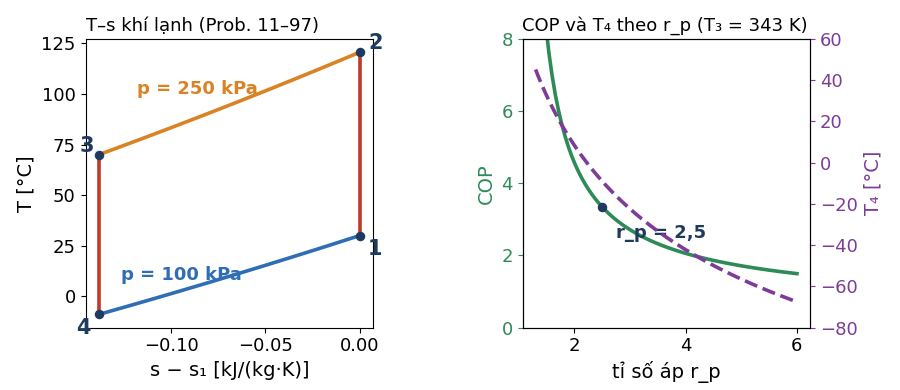 T–s khí lạnh (Prob. 11–97)
125
100
75
50
25
0
T [°C]
2
p = 250 kPa
3
1
p = 100 kPa
4
−0.10
−0.05
0.00
s − s₁ [kJ/(kg·K)]
COP và T₄ theo r_p (T₃ = 343 K)
8
6
4
2
0
COP
r_p = 2,5
60
40
20
0
−20
−40
−60
−80
T₄ [°C]
2
4
6
tỉ số áp r_p